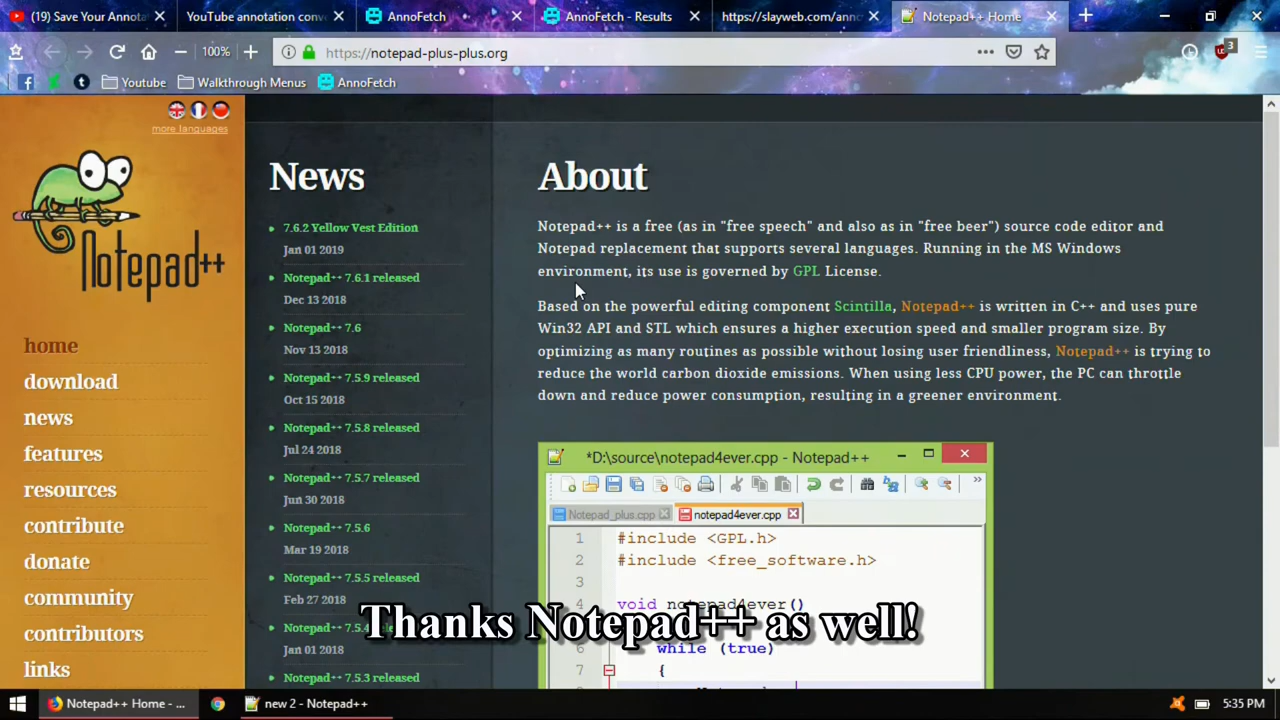 (19) Save Your Annota
YouTube annotation conv
AnnoFetch
AnnoFetch - Results
https://slayweb.com/anno
Notepad++ Home
100%
https://notepad-plus-plus.org
3
Youtube
Walkthrough Menus
AnnoFetch
more languages
Notepad++
home
download
news
features
resources
contribute
donate
community
contributors
links
News
7.6.2 Yellow Vest Edition
Jan 01 2019
Notepad++ 7.6.1 released
Dec 13 2018
Notepad++ 7.6
Nov 13 2018
Notepad++ 7.5.9 released
Oct 15 2018
Notepad++ 7.5.8 released
Jul 24 2018
Notepad++ 7.5.7 released
Jun 30 2018
Notepad++ 7.5.6
Mar 19 2018
Notepad++ 7.5.5 released
Feb 27 2018
Notepad++ 7.5.4
Jan 01 2018
Notepad++ 7.5.3 released
About
Notepad++ is a free (as in "free speech" and also as in "free beer") source code editor and
Notepad replacement that supports several languages. Running in the MS Windows
environment, its use is governed by GPL License.
Based on the powerful editing component Scintilla, Notepad++ is written in C++ and uses pure
Win32 API and STL which ensures a higher execution speed and smaller program size. By
optimizing as many routines as possible without losing user friendliness, Notepad++ is trying to
reduce the world carbon dioxide emissions. When using less CPU power, the PC can throttle
down and reduce power consumption, resulting in a greener environment.
*D:\source\notepad4ever.cpp - Notepad++
Notepad_plus.cpp
notepad4ever.cpp
1 #include <GPL.h>
2 #include <free_software.h>
3
4 void notepad4ever()
6 while (true)
7 {
Thanks Notepad++ as well!
Notepad++ Home - ...
new 2 - Notepad++
5:35 PM